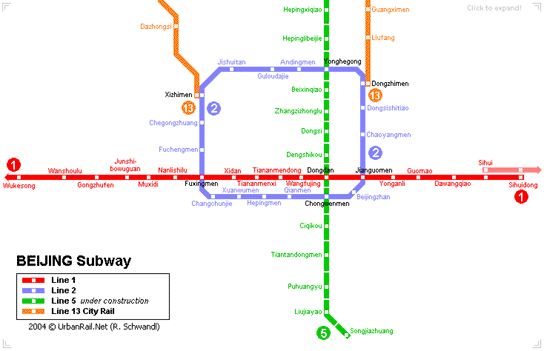 Click to expand!
Hepingxiqiao
Guangximen
Dazhongzi
Hepinglibeijie
Liufang
Jishuitan
Andingmen
Yonghegong
Guloudajie
Xizhimen
Beixinqiao
Dongzhimen
13
2
13
Zhangzizhonglu
Dongsishitiao
Chegongzhuang
Dongsi
Chaoyangmen
Fuchengmen
Dengshikou
2
1
Wanshoulu
Junshi-
bowuguan
Nanlishilu
Xidan
Tiananmendong
Dongdan
Jianguomen
Guomao
Sihui
Wukesong
Gongzhufen
Muxidi
Fuxingmen
Tiananmenxi
Wangfujing
Yonganli
Dawangqiao
Sihuidong
Xuanwumen
Qianmen
Beijingzhan
1
Changchunjie
Hepingmen
Chongwenmen
Ciqikou
Tiantandongmen
BEIJING Subway
Line 1
Line 2
Line 5 under construction
Line 13 City Rail
2004 © UrbanRail.Net (R. Schwandl)
Puhuangyu
Liujiayao
5
Songjiazhuang